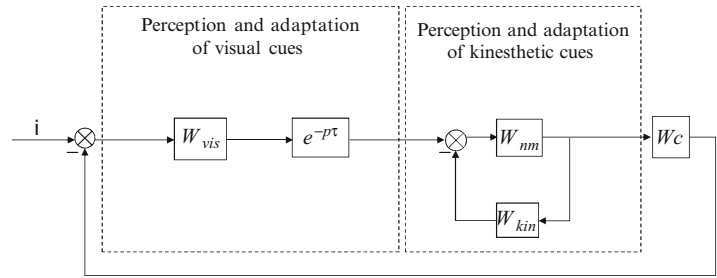 Perception and adaptation
of visual cues
Perception and adaptation
of kinesthetic cues
i
−
W vis
e^{−pτ}
−
W nm
Wc
W kin